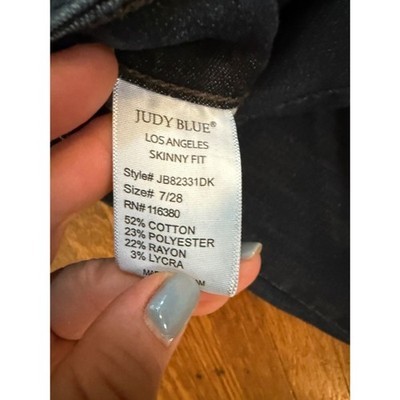 JUDY BLUE®
LOS ANGELES
SKINNY FIT
Style# JB82331DK
Size# 7/28
RN# 116380
52% COTTON
23% POLYESTER
22% RAYON
3% LYCRA